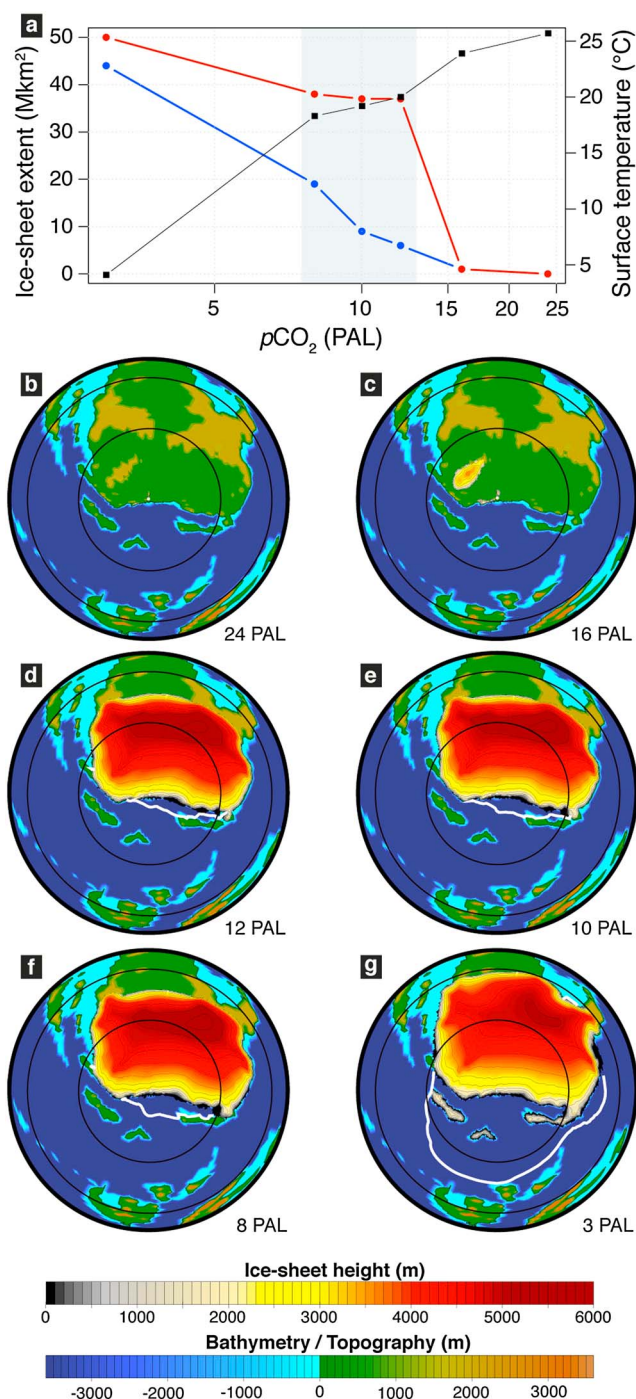 a
50
40
30
20
10
0
Ice-sheet extent (Mkm²)
25
20
15
10
5
Surface temperature (°C)
5
10
15
20
25
pCO₂ (PAL)
b
24 PAL
c
16 PAL
d
12 PAL
e
10 PAL
f
8 PAL
g
3 PAL
Ice-sheet height (m)
0 1000 2000 3000 4000 5000 6000
Bathymetry / Topography (m)
-3000 -2000 -1000 0 1000 2000 3000